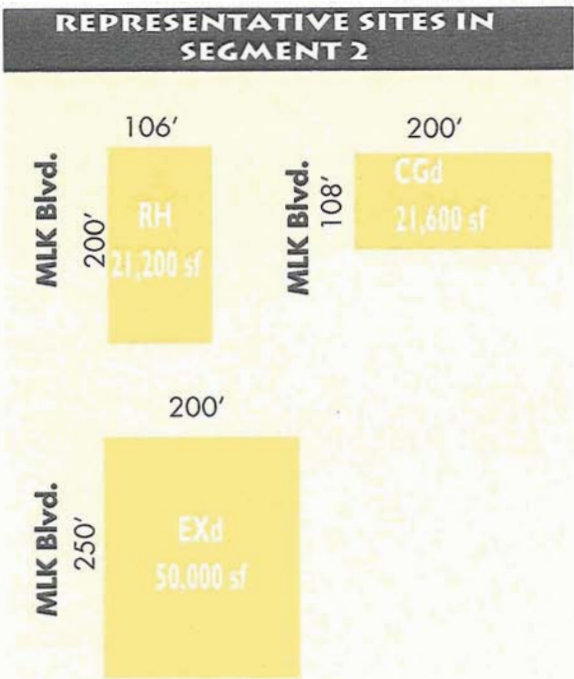 REPRESENTATIVE SITES IN
SEGMENT 2
106'
MLK Blvd.
200'
RH
21,200 sf
200'
MLK Blvd.
108'
CGd
21,600 sf
200'
MLK Blvd.
250'
EXd
50,000 sf